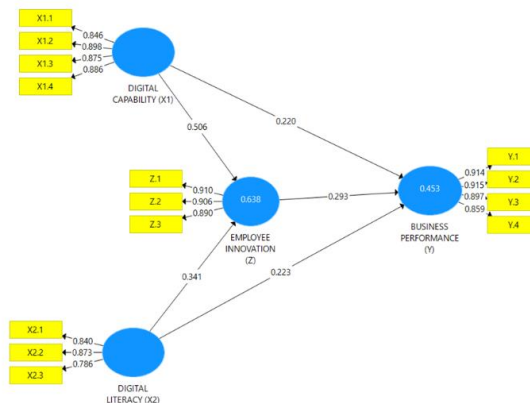 X1.1
X1.2
X1.3
X1.4
0.846
0.898
0.875
0.886
DIGITAL
CAPABILITY (X1)
0.506
0.220
Z.1
Z.2
Z.3
0.910
0.906
0.890
0.638
EMPLOYEE
INNOVATION
(Z)
0.293
0.453
BUSINESS
PERFORMANCE
(Y)
0.914
0.915
0.897
0.859
Y.1
Y.2
Y.3
Y.4
0.341
0.223
X2.1
X2.2
X2.3
0.840
0.873
0.786
DIGITAL
LITERACY (X2)